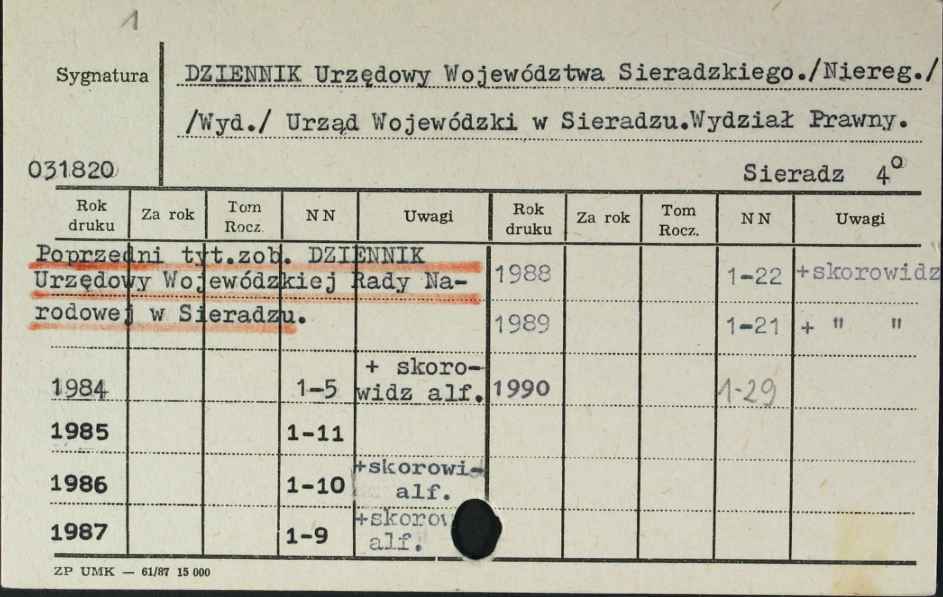 1
Sygnatura
DZIENNIK Urzędowy Województwa Sieradzkiego./Niereg./
/Wyd./ Urząd Wojewódzki w Sieradzu.Wydział Prawny.
031820
Sieradz 4°
Rok druku Za rok Tom Rocz. N N Uwagi Rok druku Za rok Tom Rocz. N N Uwagi
Poprzedni tyt.zob. DZIENNIK
Urzędowy Wojewódzkiej Rady Na-
rodowej w Sieradzu.
1984 1-5 + skoro-
widz alf.
1985 1-11
1986 1-10 +skorowi-
alf.
1987 1-9 +skorow
alf.
1988 1-22 +skorowidz
1989 1-21 + " "
1990 1-29
ZP UMK — 61/87 15 000